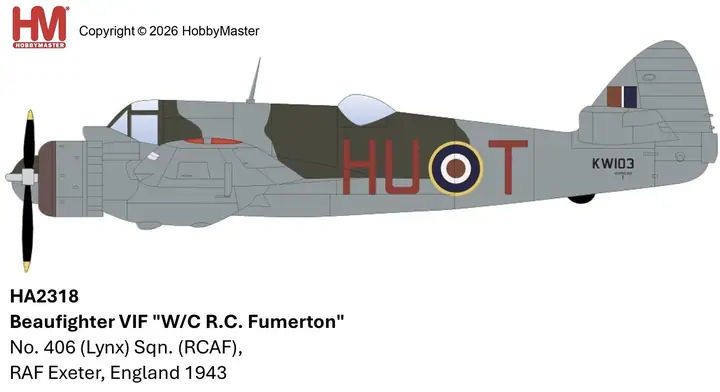 HM
HOBBYMASTER
Copyright © 2026 HobbyMaster
HU T
KW103
HA2318
Beaufighter VIF "W/C R.C. Fumerton"
No. 406 (Lynx) Sqn. (RCAF),
RAF Exeter, England 1943